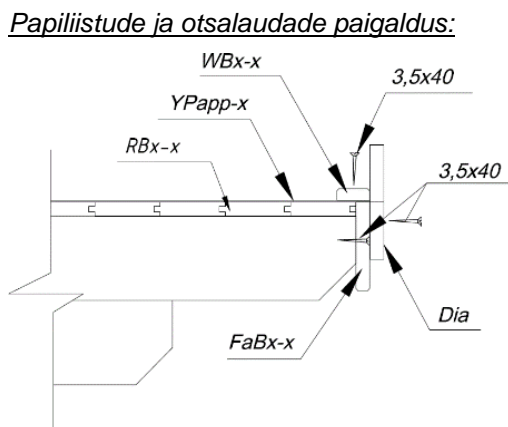 Papiliistude ja otsalaudade paigaldus:
WBx-x
3,5x40
YPapp-x
RBx-x
3,5x40
Dia
FaBx-x